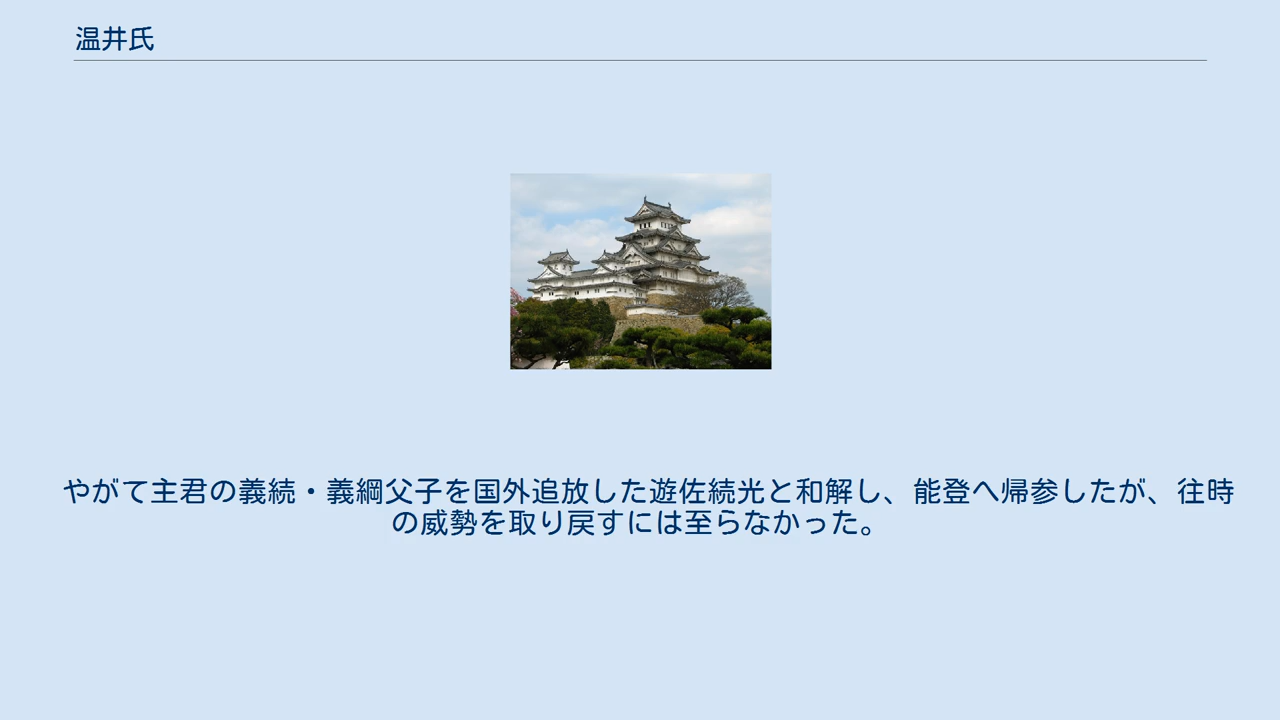 温井氏
やがて主君の義続・義綱父子を国外追放した遊佐続光と和解し、能登へ帰参したが、往時
の威勢を取り戻すには至らなかった。